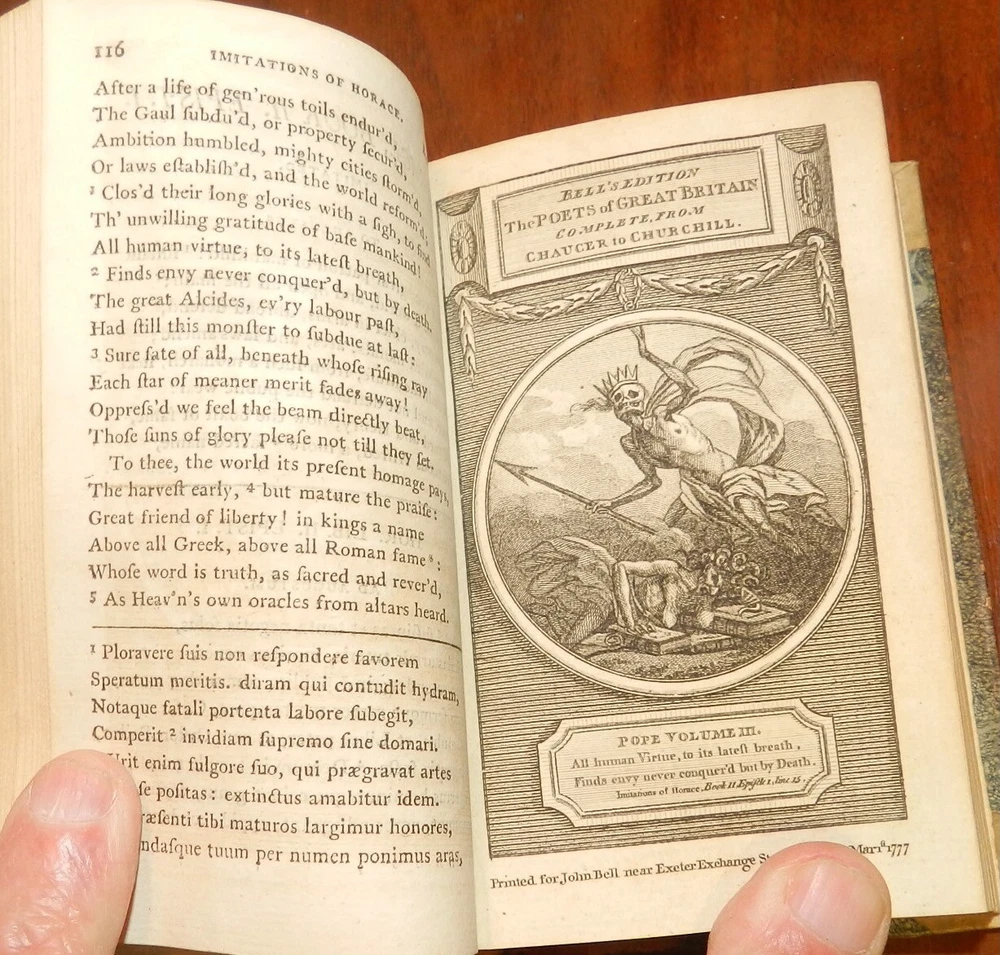 116 IMITATIONS OF HORACE.
After a life of gen'rous toils endur'd,
The Gaul ſubdu'd, or property ſecur'd,
Ambition humbled, mighty cities ſtorm'd,
Or laws eſtabliſh'd, and the world reform'd,
¹ Clos'd their long glories with a ſigh, to find
Th' unwilling gratitude of baſe mankind!
All human virtue, to its lateſt breath,
² Finds envy never conquer'd, but by death.
The great Alcides, ev'ry labour paſt,
Had ſtill this monſter to ſubdue at laſt:
³ Sure fate of all, beneath whoſe riſing ray
Each ſtar of meaner merit fades away!
Oppreſs'd we feel the beam directly beat,
Thoſe ſuns of glory pleaſe not till they ſet.
To thee, the world its preſent homage pays,
The harveſt early, ⁴ but mature the praiſe:
Great friend of liberty! in kings a name
Above all Greek, above all Roman fame⁵:
Whoſe word is truth, as ſacred and rever'd,
⁵ As Heav'n's own oracles from altars heard.
¹ Ploravere ſuis non reſpondere favorem
Speratum meritis. diram qui contudit hydram,
Notaque fatali portenta labore ſubegit,
Comperit ² invidiam ſupremo ſine domari.
enim fulgore ſuo, qui prægravat artes
poſitas: extinctus amabitur idem.
tibi maturos largimur honores,
tuum per numen ponimus aras,
BELL'S EDITION
The POETS of GREAT BRITAIN
COMPLETE, FROM
CHAUCER to CHURCHILL.
POPE VOLUME III.
All human Virtue, to its lateſt breath,
Finds envy never conquer'd but by Death.
Imitations of Horace, Book II Epiſtle 1, line 15.
Printed for John Bell near Exeter Exchange Mar 1ſt 1777